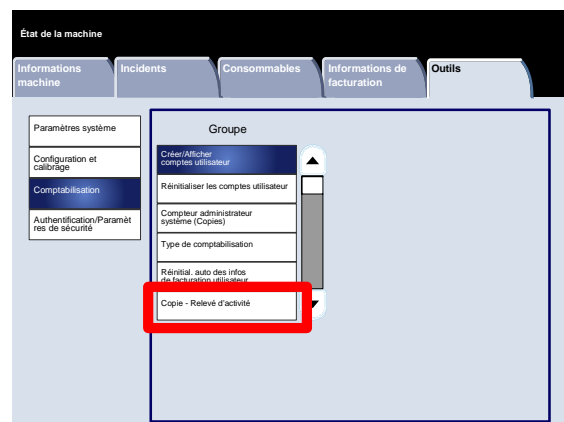 État de la machine
Informations machine
Incidents
Consommables
Informations de facturation
Outils
Paramètres système
Configuration et
calibrage
Comptabilisation
Authentification/Paramèt
res de sécurité
Groupe
Créer/Afficher
comptes utilisateur
Réinitialiser les comptes utilisateur
Compteur administrateur
système (Copies)
Type de comptabilisation
Réinitial. auto des infos
de facturation utilisateur
Copie - Relevé d'activité